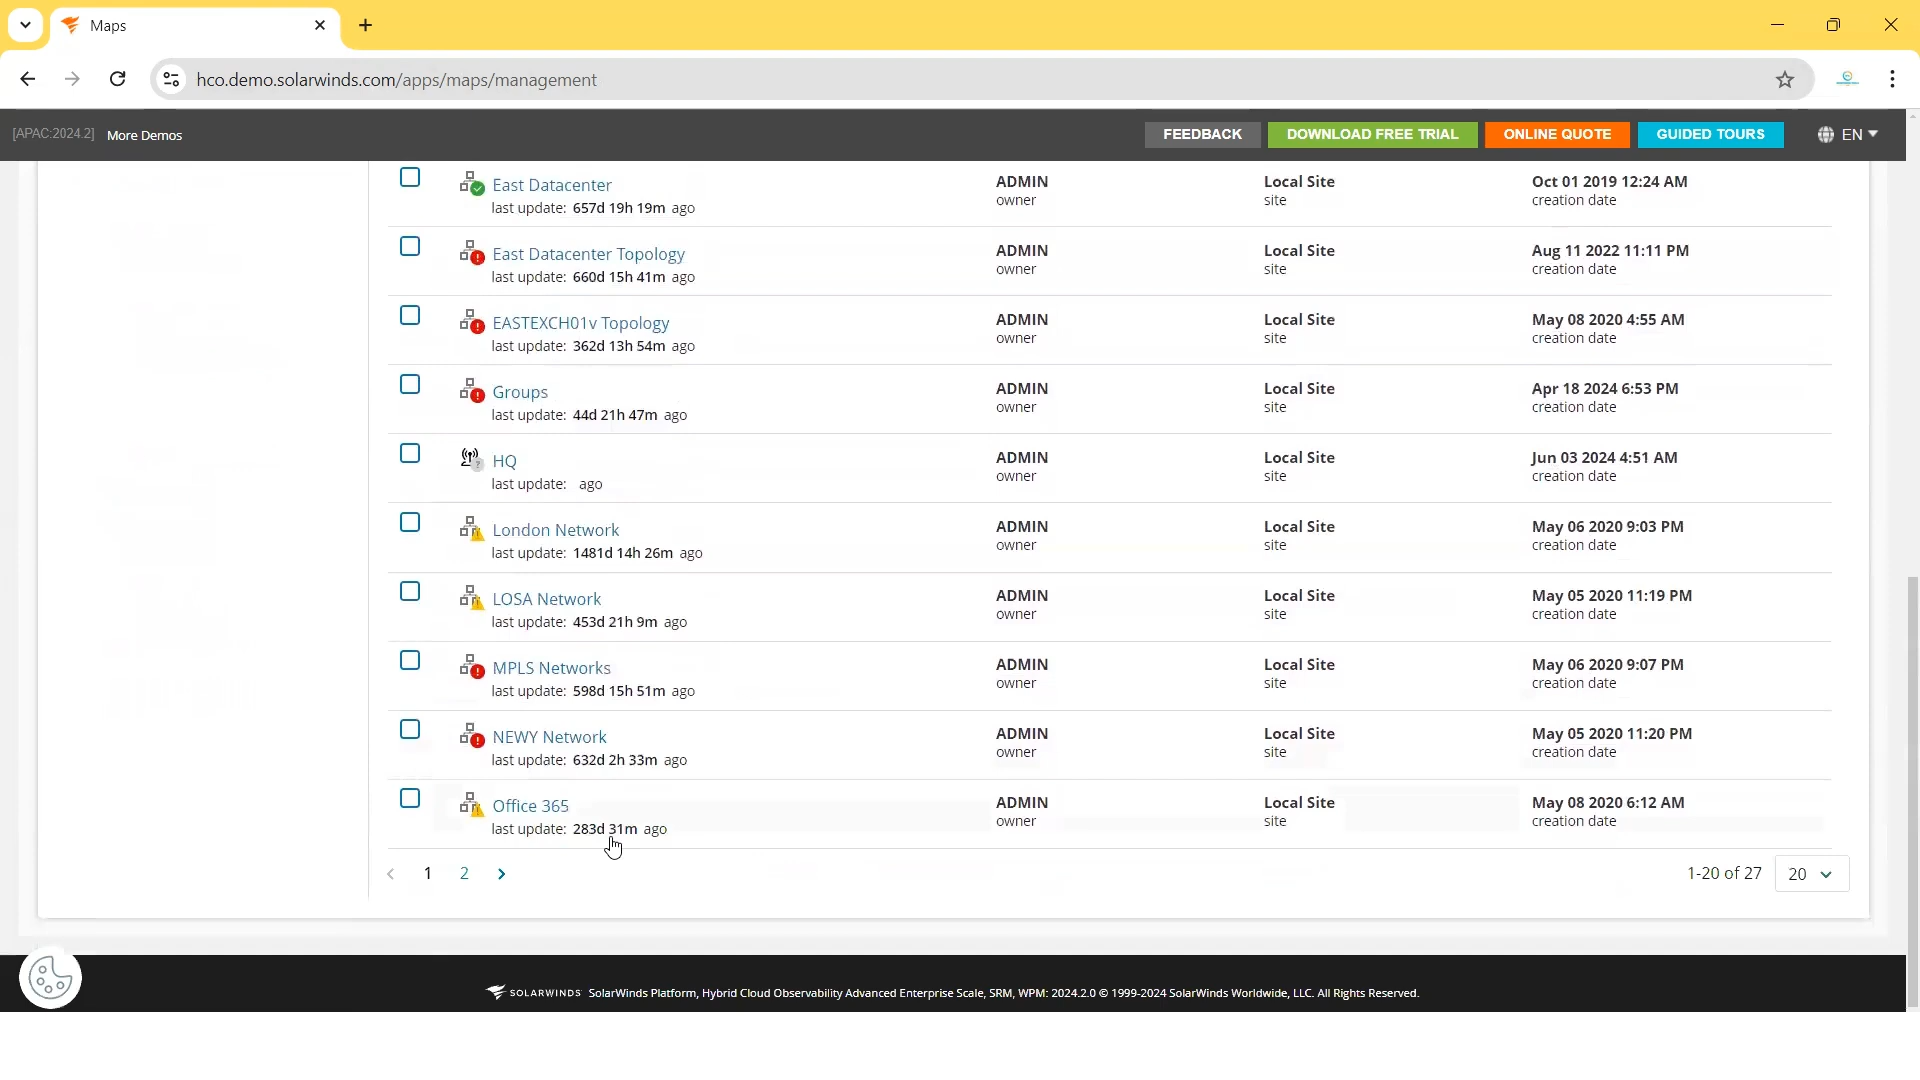 Maps
hco.demo.solarwinds.com/apps/maps/management
[APAC:2024.2] More Demos FEEDBACK DOWNLOAD FREE TRIAL ONLINE QUOTE GUIDED TOURS EN
East Datacenter ADMIN Local Site Oct 01 2019 12:24 AM
last update: 657d 19h 19m ago owner site creation date
East Datacenter Topology ADMIN Local Site Aug 11 2022 11:11 PM
last update: 660d 15h 41m ago owner site creation date
EASTEXCH01v Topology ADMIN Local Site May 08 2020 4:55 AM
last update: 362d 13h 54m ago owner site creation date
Groups ADMIN Local Site Apr 18 2024 6:53 PM
last update: 44d 21h 47m ago owner site creation date
HQ ADMIN Local Site Jun 03 2024 4:51 AM
last update: ago owner site creation date
London Network ADMIN Local Site May 06 2020 9:03 PM
last update: 1481d 14h 26m ago owner site creation date
LOSA Network ADMIN Local Site May 05 2020 11:19 PM
last update: 453d 21h 9m ago owner site creation date
MPLS Networks ADMIN Local Site May 06 2020 9:07 PM
last update: 598d 15h 51m ago owner site creation date
NEWY Network ADMIN Local Site May 05 2020 11:20 PM
last update: 632d 2h 33m ago owner site creation date
Office 365 ADMIN Local Site May 08 2020 6:12 AM
last update: 283d 31m ago owner site creation date
1 2 1-20 of 27 20
SOLARWINDS SolarWinds Platform, Hybrid Cloud Observability Advanced Enterprise Scale, SRM, WPM: 2024.2.0 © 1999-2024 SolarWinds Worldwide, LLC. All Rights Reserved.